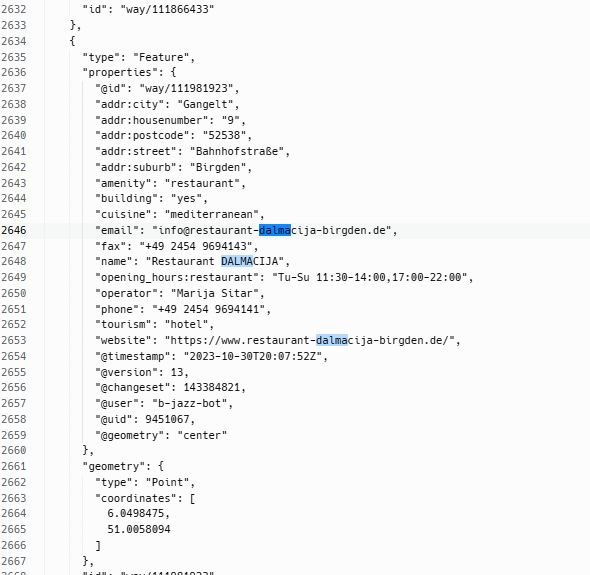 2632 "id": "way/111866433"
2633 },
2634 {
2635 "type": "Feature",
2636 "properties": {
2637 "@id": "way/111981923",
2638 "addr:city": "Gangelt",
2639 "addr:housenumber": "9",
2640 "addr:postcode": "52538",
2641 "addr:street": "Bahnhofstraße",
2642 "addr:suburb": "Birgden",
2643 "amenity": "restaurant",
2644 "building": "yes",
2645 "cuisine": "mediterranean",
2646 "email": "info@restaurant-dalmacija-birgden.de",
2647 "fax": "+49 2454 9694143",
2648 "name": "Restaurant DALMACIJA",
2649 "opening_hours:restaurant": "Tu-Su 11:30-14:00,17:00-22:00",
2650 "operator": "Marija Sitar",
2651 "phone": "+49 2454 9694141",
2652 "tourism": "hotel",
2653 "website": "https://www.restaurant-dalmacija-birgden.de/",
2654 "@timestamp": "2023-10-30T20:07:52Z",
2655 "@version": 13,
2656 "@changeset": 143384821,
2657 "@user": "b-jazz-bot",
2658 "@uid": 9451067,
2659 "@geometry": "center"
2660 },
2661 "geometry": {
2662 "type": "Point",
2663 "coordinates": [
2664 6.0498475,
2665 51.0058094
2666 ]
2667 },
2668 "id": "way/111981923"